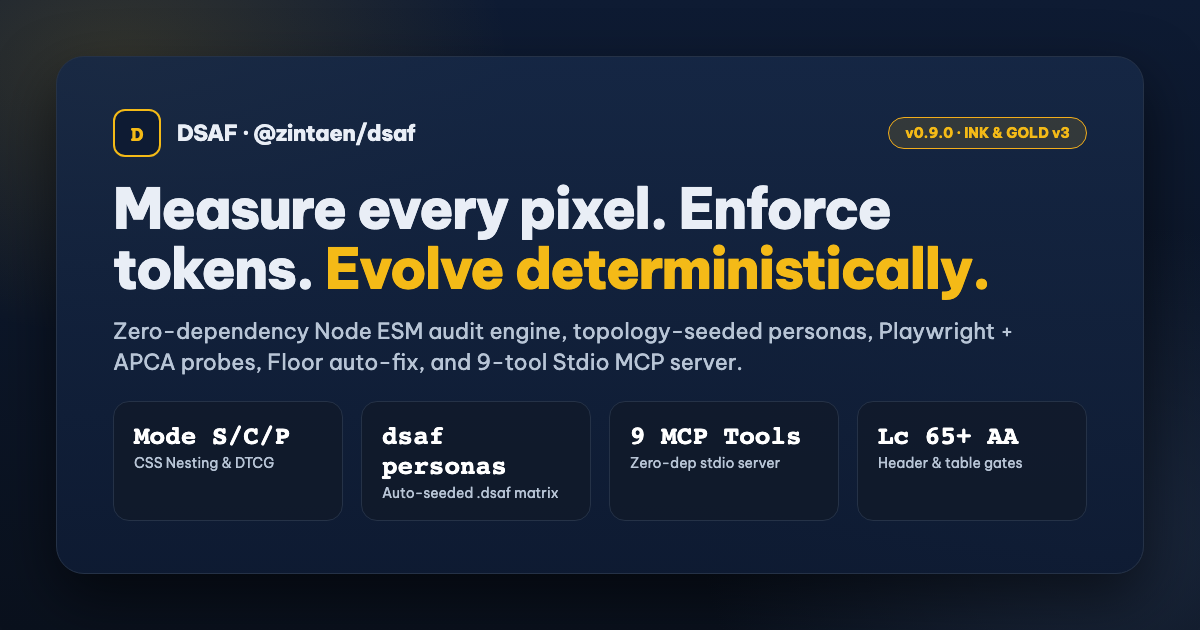 D
DSAF · @zintaen/dsaf
v0.9.0 · INK & GOLD v3
Measure every pixel. Enforce
tokens. Evolve deterministically.
Zero-dependency Node ESM audit engine, topology-seeded personas, Playwright +
APCA probes, Floor auto-fix, and 9-tool Stdio MCP server.
Mode S/C/P
CSS Nesting & DTCG
dsaf
personas
Auto-seeded .dsaf matrix
9 MCP Tools
Zero-dep stdio server
Lc 65+ AA
Header & table gates